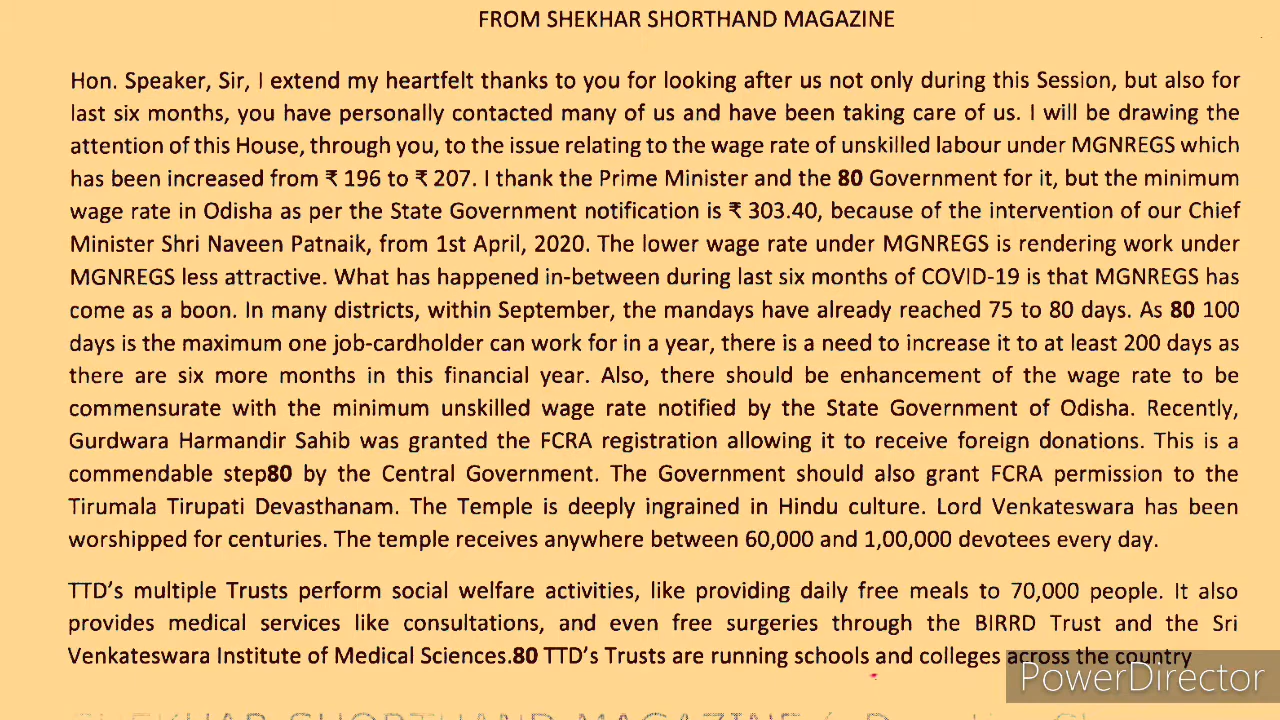 FROM SHEKHAR SHORTHAND MAGAZINE
Hon. Speaker, Sir, I extend my heartfelt thanks to you for looking after us not only during this Session, but also for
last six months, you have personally contacted many of us and have been taking care of us. I will be drawing the
attention of this House, through you, to the issue relating to the wage rate of unskilled labour under MGNREGS which
has been increased from ₹ 196 to ₹ 207. I thank the Prime Minister and the 80 Government for it, but the minimum
wage rate in Odisha as per the State Government notification is ₹ 303.40, because of the intervention of our Chief
Minister Shri Naveen Patnaik, from 1st April, 2020. The lower wage rate under MGNREGS is rendering work under
MGNREGS less attractive. What has happened in-between during last six months of COVID-19 is that MGNREGS has
come as a boon. In many districts, within September, the mandays have already reached 75 to 80 days. As 80 100
days is the maximum one job-cardholder can work for in a year, there is a need to increase it to at least 200 days as
there are six more months in this financial year. Also, there should be enhancement of the wage rate to be
commensurate with the minimum unskilled wage rate notified by the State Government of Odisha. Recently,
Gurdwara Harmandir Sahib was granted the FCRA registration allowing it to receive foreign donations. This is a
commendable step80 by the Central Government. The Government should also grant FCRA permission to the
Tirumala Tirupati Devasthanam. The Temple is deeply ingrained in Hindu culture. Lord Venkateswara has been
worshipped for centuries. The temple receives anywhere between 60,000 and 1,00,000 devotees every day.
TTD's multiple Trusts perform social welfare activities, like providing daily free meals to 70,000 people. It also
provides medical services like consultations, and even free surgeries through the BIRRD Trust and the Sri
Venkateswara Institute of Medical Sciences.80 TTD's Trusts are running schools and colleges across the country
PowerDirector
SHEKHAR SHORTHAND MAGAZINE